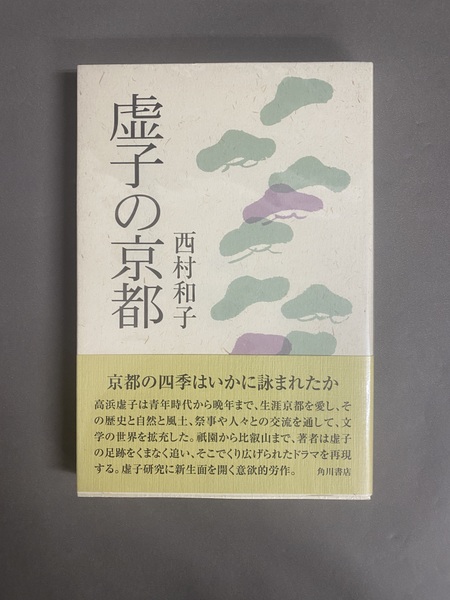 虚子の京都
西村和子
京都の四季はいかに詠まれたか
高浜虚子は青年時代から晩年まで、生涯京都を愛し、そ
の歴史と自然と風土、祭事や人々との交流を通して、文
学の世界を拡充した。祇園から比叡山まで、著者は虚子
の足跡をくまなく追い、そこでくり広げられたドラマを再現
する。虚子研究に新生面を開く意欲的労作。
角川書店